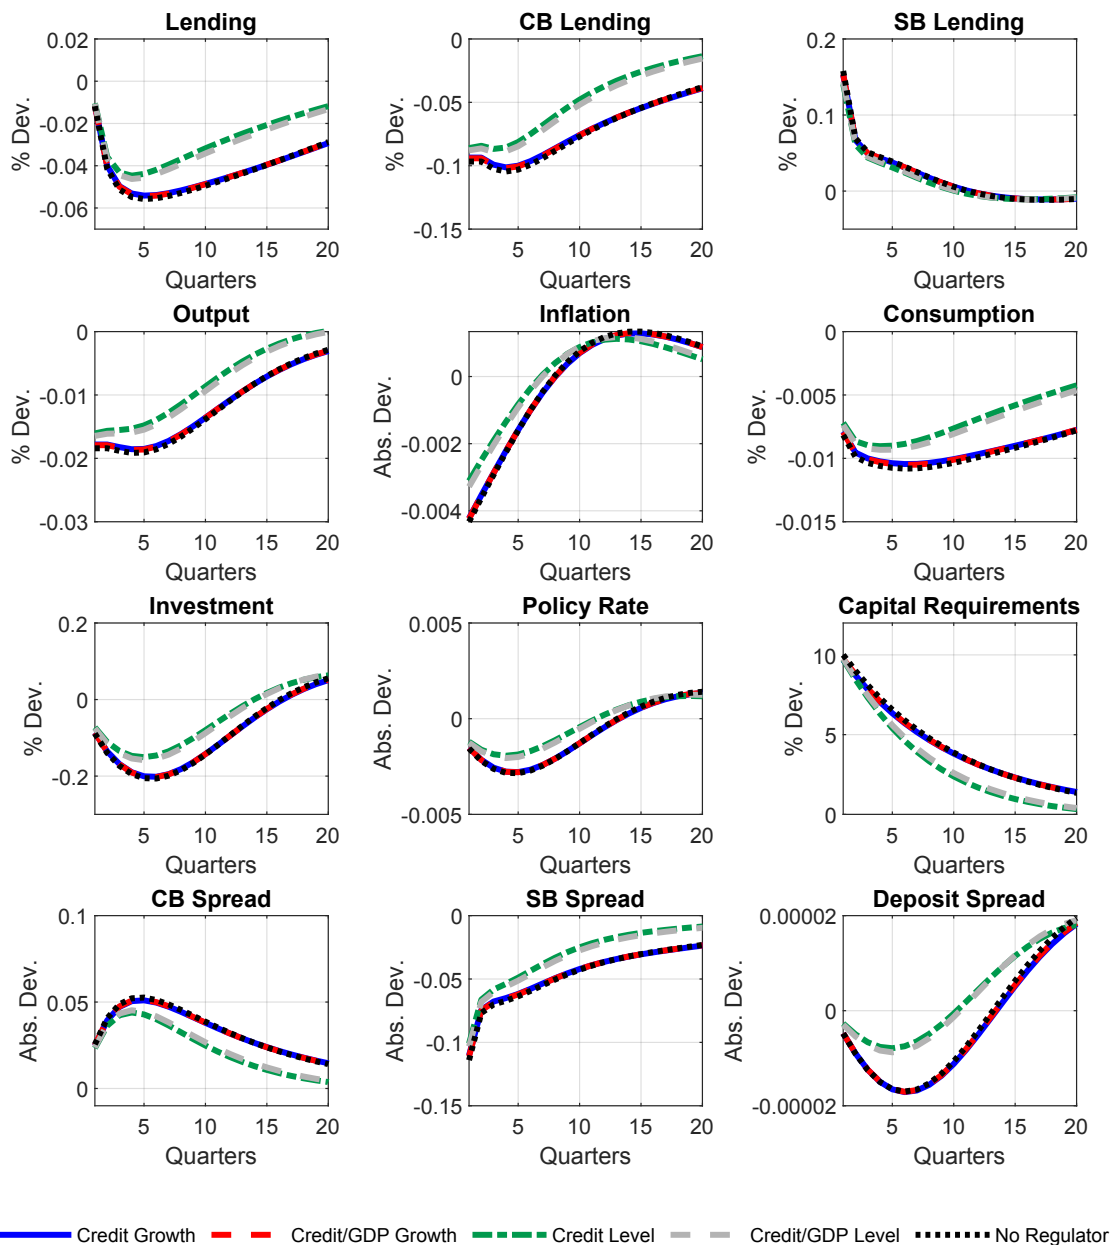 Lending
CB Lending
SB Lending
0.02
0
-0.02
-0.04
-0.06
% Dev.
5 10 15 20
Quarters
0
-0.05
-0.1
-0.15
% Dev.
5 10 15 20
Quarters
0.2
0.1
0
% Dev.
5 10 15 20
Quarters
Output
Inflation
Consumption
0
-0.01
-0.02
-0.03
% Dev.
5 10 15 20
Quarters
0
-0.002
-0.004
Abs. Dev.
5 10 15 20
Quarters
0
-0.005
-0.01
-0.015
% Dev.
5 10 15 20
Quarters
Investment
Policy Rate
Capital Requirements
0.2
0
-0.2
% Dev.
5 10 15 20
Quarters
0.005
0
-0.005
Abs. Dev.
5 10 15 20
Quarters
10
5
0
% Dev.
5 10 15 20
Quarters
CB Spread
SB Spread
Deposit Spread
0.1
0.05
0
Abs. Dev.
5 10 15 20
Quarters
0
-0.05
-0.1
-0.15
Abs. Dev.
5 10 15 20
Quarters
0.00002
0
-0.00002
Abs. Dev.
5 10 15 20
Quarters
Credit Growth Credit/GDP Growth Credit Level Credit/GDP Level No Regulator